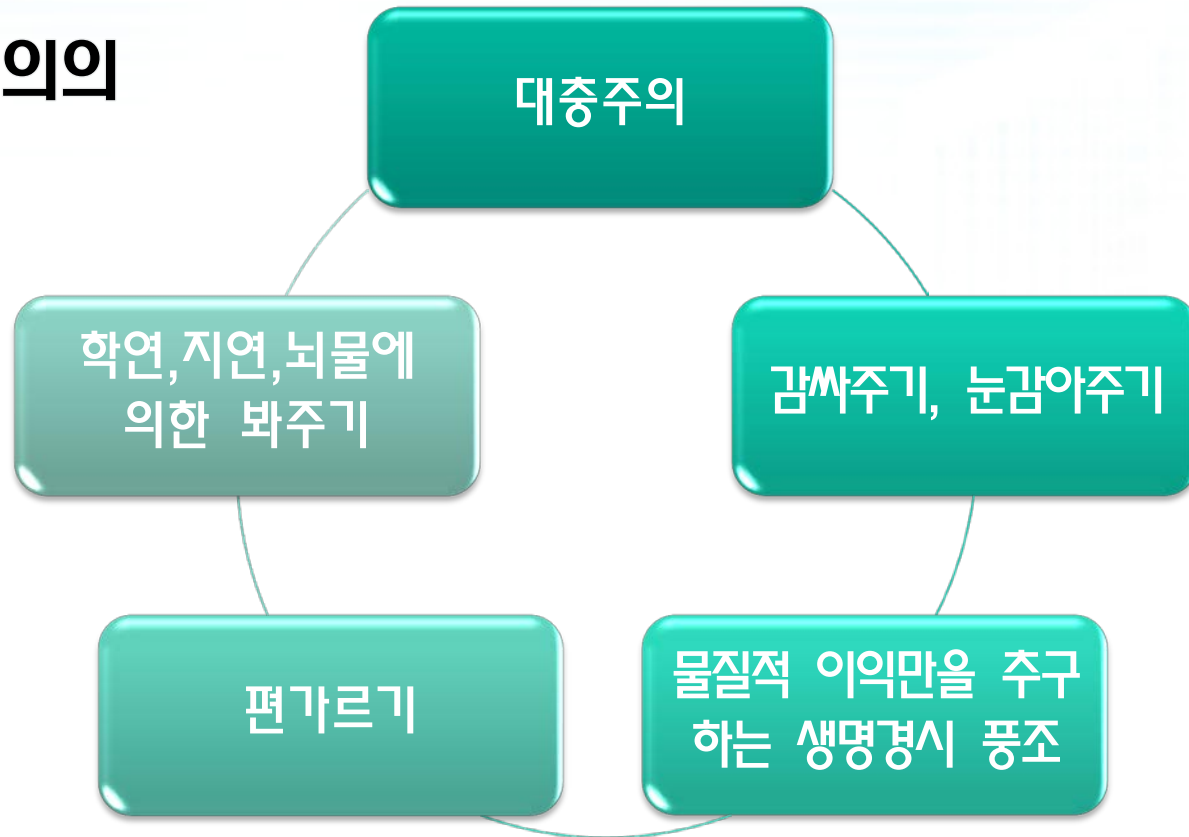 의의
대충주의
감싸주기, 눈감아주기
물질적 이익만을 추구
하는 생명경시 풍조
편가르기
학연,지연,뇌물에
의한 봐주기